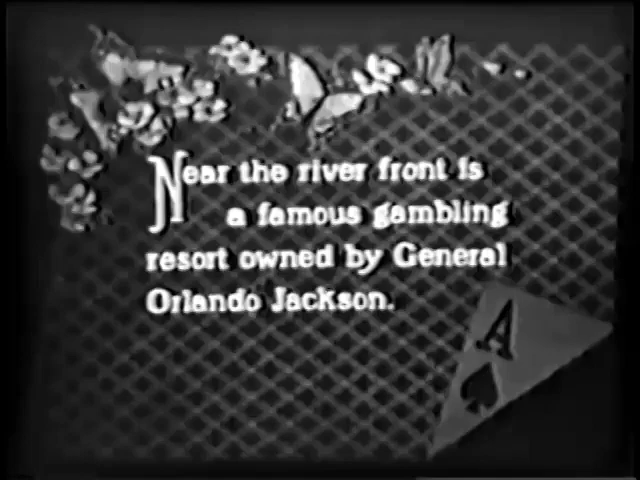 Near the river front is
a famous gambling
resort owned by General
Orlando Jackson.
A